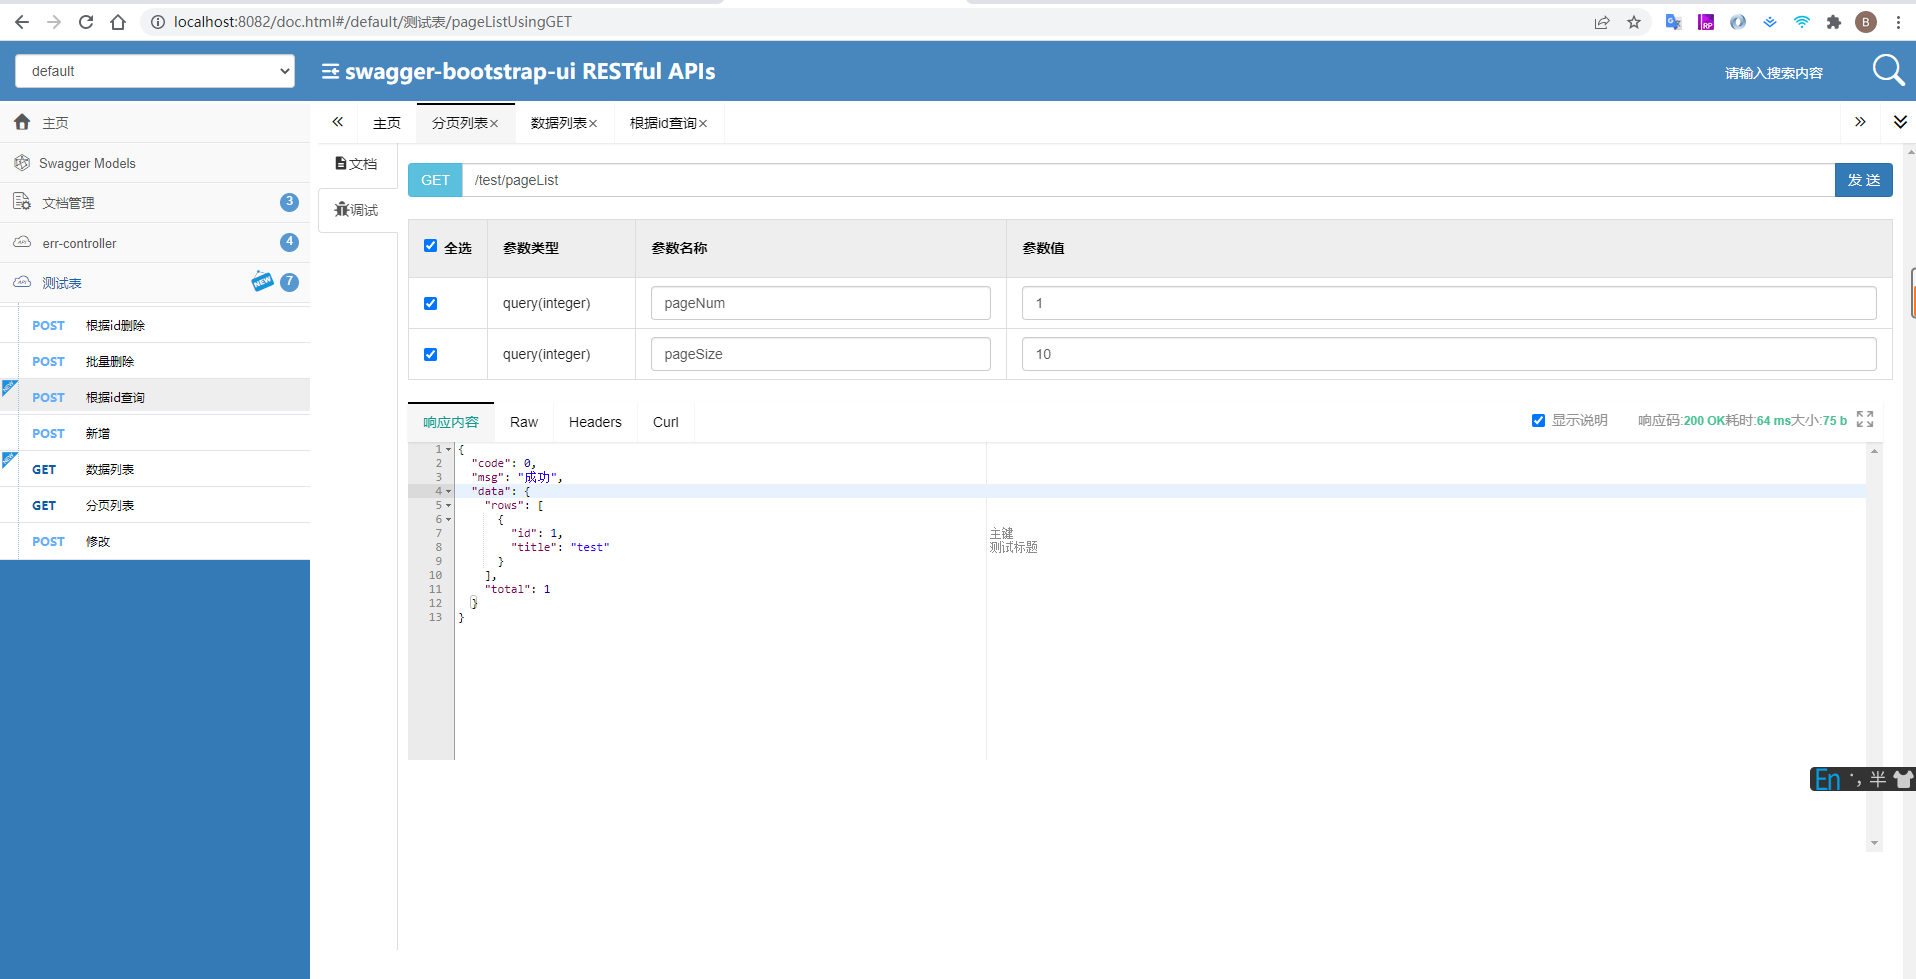 localhost:8082/doc.html#/default/测试表/pageListUsingGET
B
default
swagger-bootstrap-ui RESTful APIs
请输入搜索内容
主页
Swagger Models
文档管理
3
err-controller
4
测试表
NEW
7
POST 根据id删除
POST 批量删除
POST 根据id查询
POST 新增
GET 数据列表
GET 分页列表
POST 修改
主页
分页列表×
数据列表×
根据id查询×
文档
调试
GET /test/pageList
发 送
全选 参数类型 参数名称 参数值
query(integer) pageNum 1
query(integer) pageSize 10
响应内容 Raw Headers Curl
显示说明
响应码:200 OK耗时:64 ms大小:75 b
1 {
2 "code": 0,
3 "msg": "成功",
4 "data": {
5 "rows": [
6 {
7 "id": 1, 主键
8 "title": "test" 测试标题
9 }
10 ],
11 "total": 1
12 }
13 }
En ·, 半